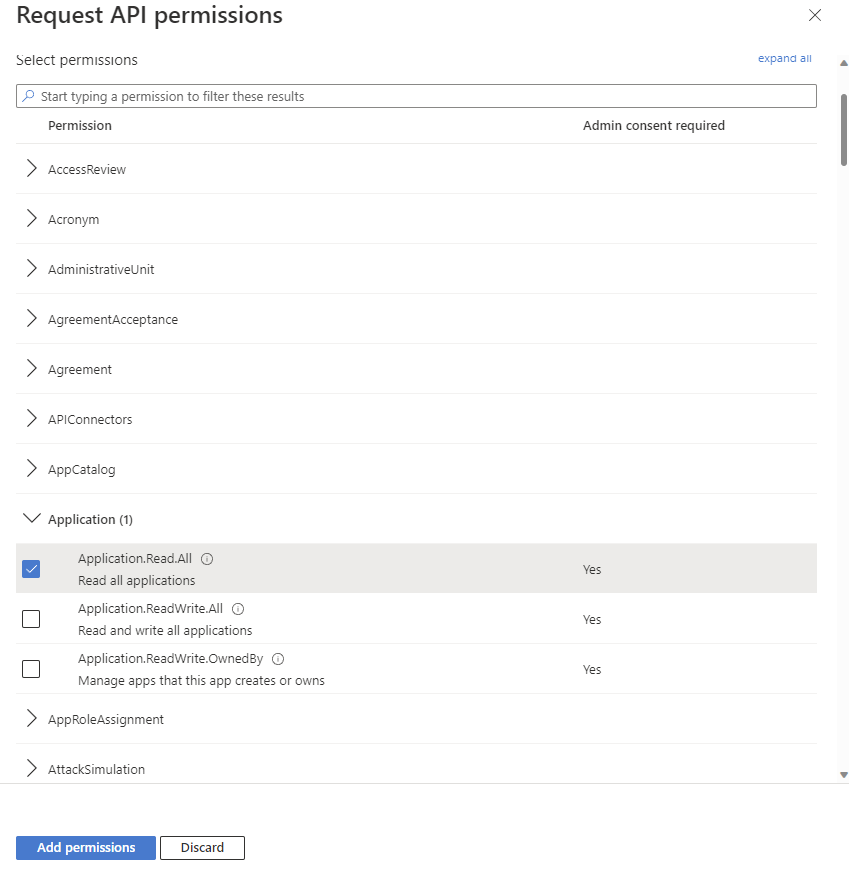 Request API permissions
Select permissions
expand all
Start typing a permission to filter these results
Permission Admin consent required
AccessReview
Acronym
AdministrativeUnit
AgreementAcceptance
Agreement
APIConnectors
AppCatalog
Application (1)
Application.Read.All
Read all applications
Yes
Application.ReadWrite.All
Read and write all applications
Yes
Application.ReadWrite.OwnedBy
Manage apps that this app creates or owns
Yes
AppRoleAssignment
AttackSimulation
Add permissions Discard